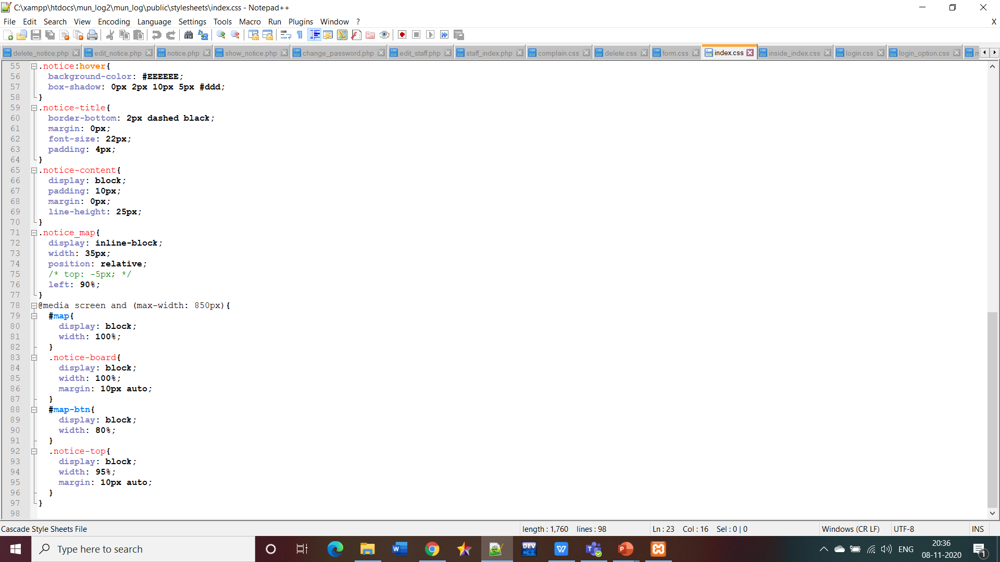 C:\xampp\htdocs\mun_log2\mun_log\public\stylesheets\index.css - Notepad++
File Edit Search View Encoding Language Settings Tools Macro Run Plugins Window ? X
delete_notice.php edit_notice.php notice.php show_notice.php change_password.php edit_staff.php staff_index.php complain.css delete.css form.css index.css inside_index.css login.css login_option.css
55 .notice:hover{
56 background-color: #EEEEEE;
57 box-shadow: 0px 2px 10px 5px #ddd;
58 }
59 .notice-title{
60 border-bottom: 2px dashed black;
61 margin: 0px;
62 font-size: 22px;
63 padding: 4px;
64 }
65 .notice-content{
66 display: block;
67 padding: 10px;
68 margin: 0px;
69 line-height: 25px;
70 }
71 .notice_map{
72 display: inline-block;
73 width: 35px;
74 position: relative;
75 /* top: -5px; */
76 left: 90%;
77 }
78 @media screen and (max-width: 850px){
79 #map{
80 display: block;
81 width: 100%;
82 }
83 .notice-board{
84 display: block;
85 width: 100%;
86 margin: 10px auto;
87 }
88 #map-btn{
89 display: block;
90 width: 80%;
91 }
92 .notice-top{
93 display: block;
94 width: 95%;
95 margin: 10px auto;
96 }
97 }
98
Cascade Style Sheets File length : 1,760 lines : 98 Ln : 23 Col : 16 Sel : 0 | 0 Windows (CR LF) UTF-8 INS
Type here to search
DEV
ENG
20:36
08-11-2020
1